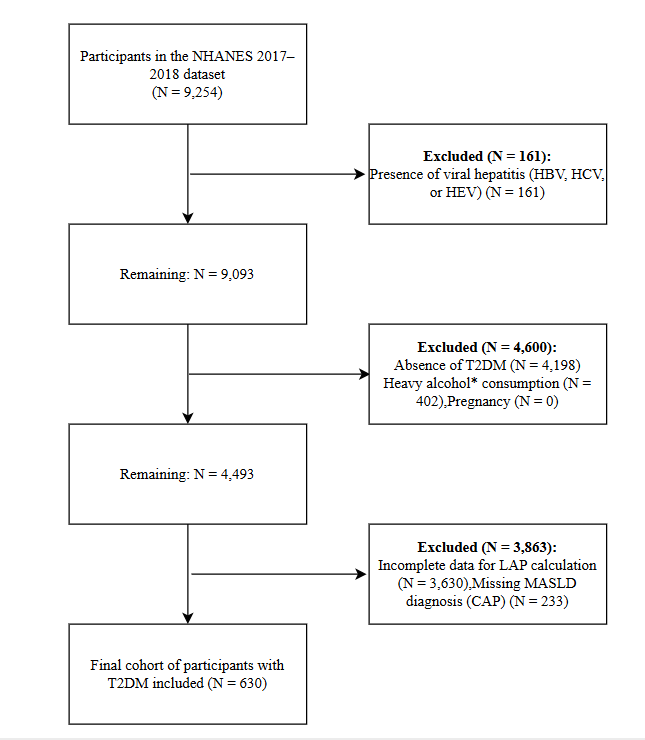 Participants in the NHANES 2017–
2018 dataset
(N = 9,254)
Excluded (N = 161):
Presence of viral hepatitis (HBV, HCV,
or HEV) (N = 161)
Remaining: N = 9,093
Excluded (N = 4,600):
Absence of T2DM (N = 4,198)
Heavy alcohol* consumption (N =
402),Pregnancy (N = 0)
Remaining: N = 4,493
Excluded (N = 3,863):
Incomplete data for LAP calculation
(N = 3,630),Missing MASLD
diagnosis (CAP) (N = 233)
Final cohort of participants with
T2DM included (N = 630)